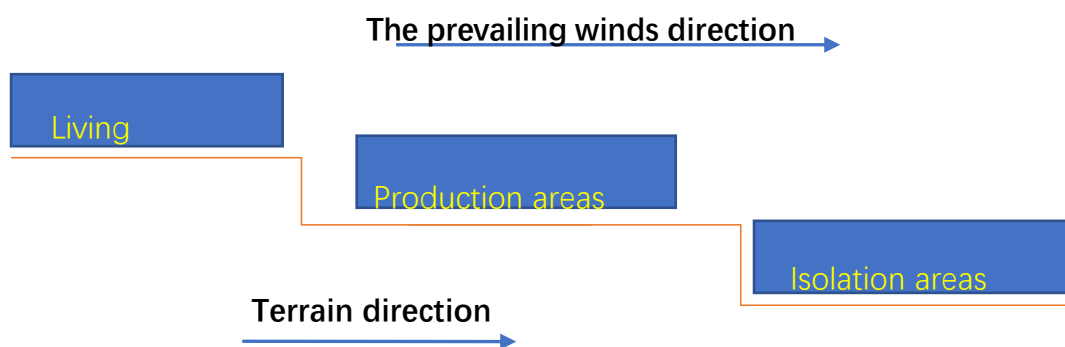 The prevailing winds direction
Living
Production areas
Isolation areas
Terrain direction